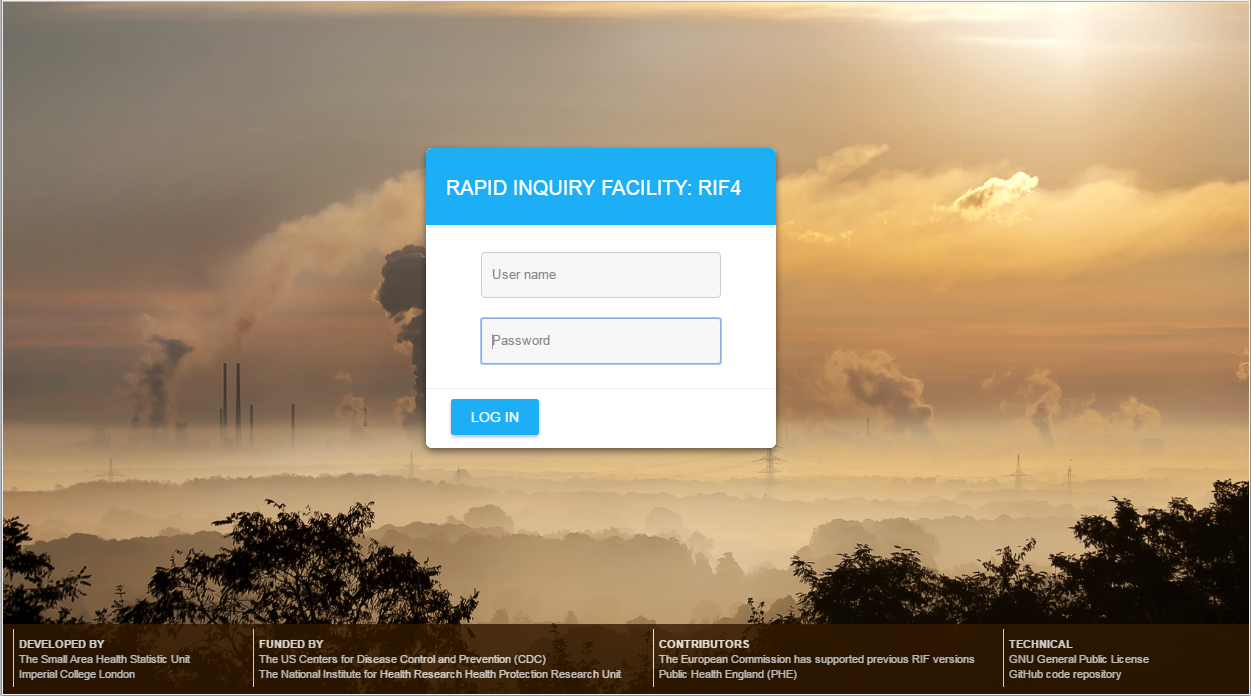 RAPID INQUIRY FACILITY: RIF4
User name
Password
LOG IN
DEVELOPED BY
The Small Area Health Statistic Unit
Imperial College London
FUNDED BY
The US Centers for Disease Control and Prevention (CDC)
The National Institute for Health Research Health Protection Research Unit
CONTRIBUTORS
The European Commission has supported previous RIF versions
Public Health England (PHE)
TECHNICAL
GNU General Public License
GitHub code repository